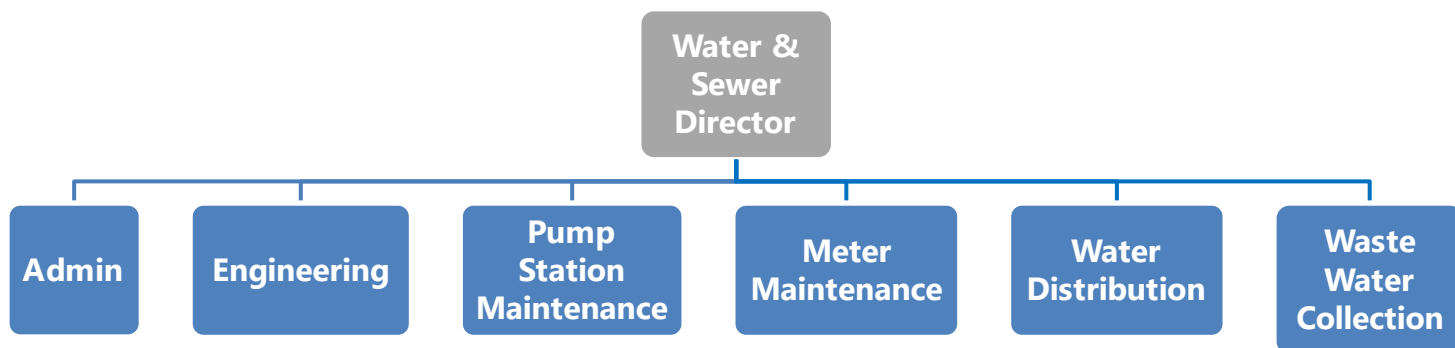 Water &
Sewer
Director
Admin
Engineering
Pump
Station
Maintenance
Meter
Maintenance
Water
Distribution
Waste
Water
Collection